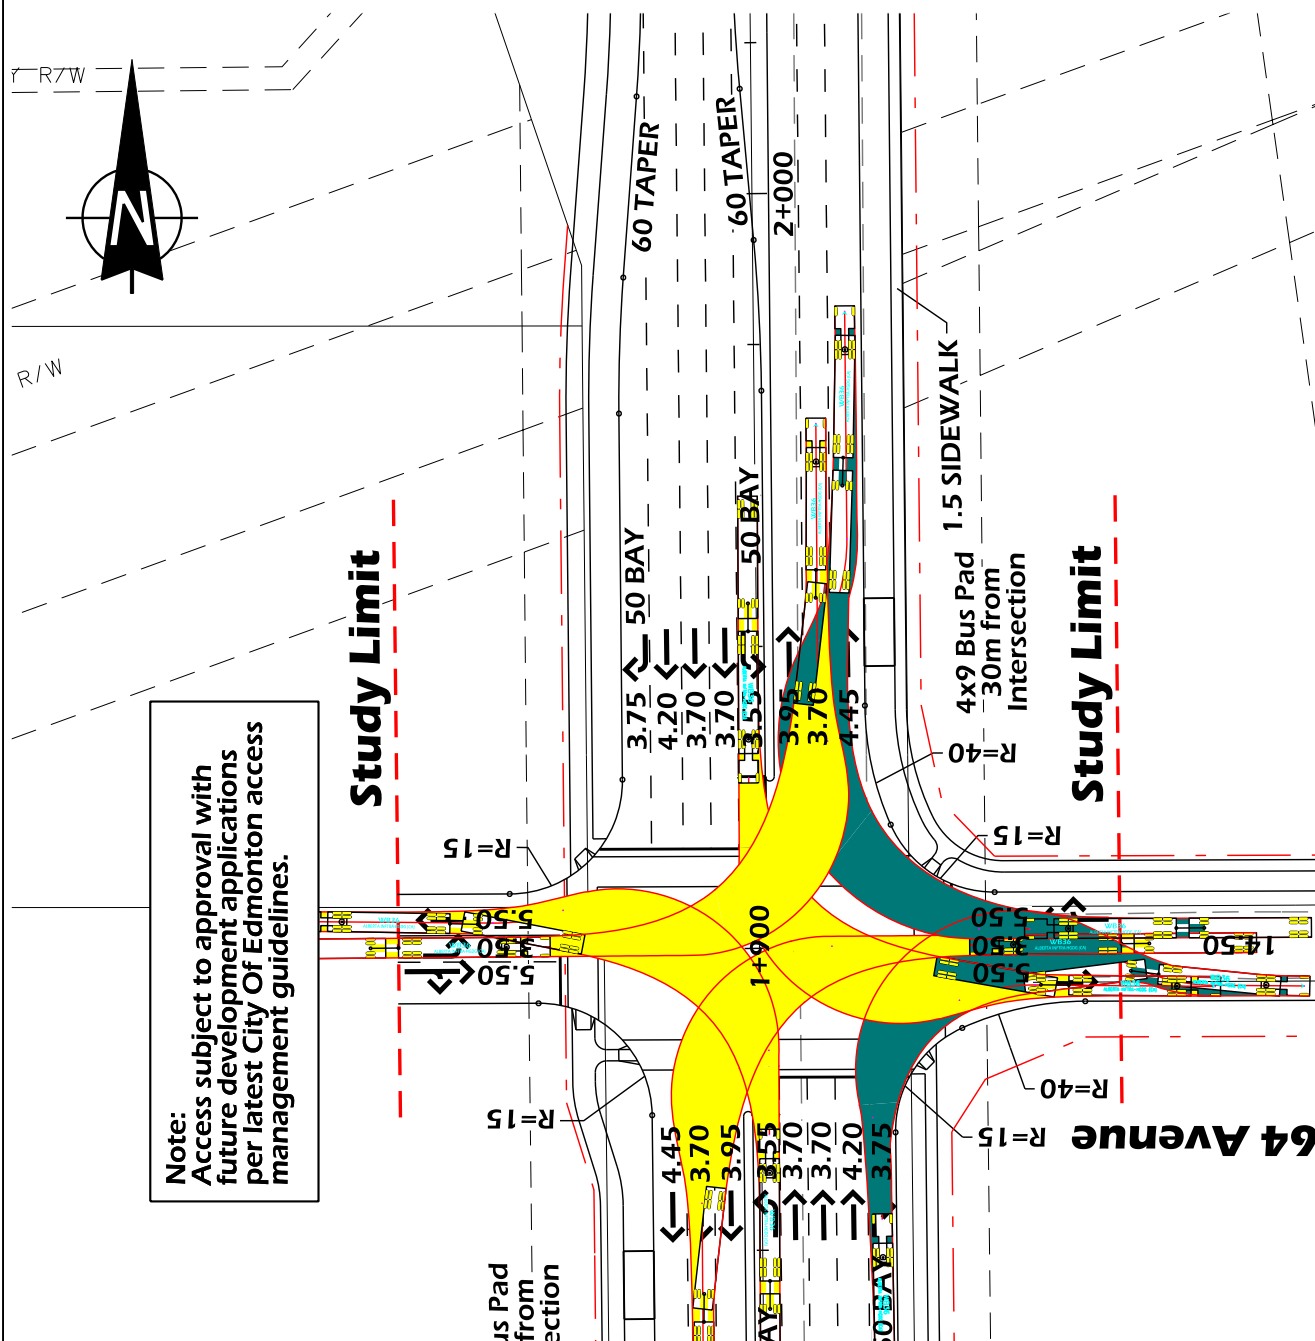 Y R/W
N
R/W
60 TAPER
60 TAPER
2+000
1.5 SIDEWALK
50 BAY
50 BAY
Study Limit
4x9 Bus Pad
30m from
Intersection
Study Limit
3.75
4.20
3.70
3.70
3.55
3.95
3.70
4.45
R=40
R=15
R=15
Note:
Access subject to approval with
future development applications
per latest City Of Edmonton access
management guidelines.
5.50
3.50
5.50
1+900
5.50
3.50
5.50
WB36
14.50
R=40
R=15
R=15
64 Avenue
4.45
3.70
3.95
3.55
3.70
3.70
4.20
3.75
us Pad
from
ection
AY
50 BAY